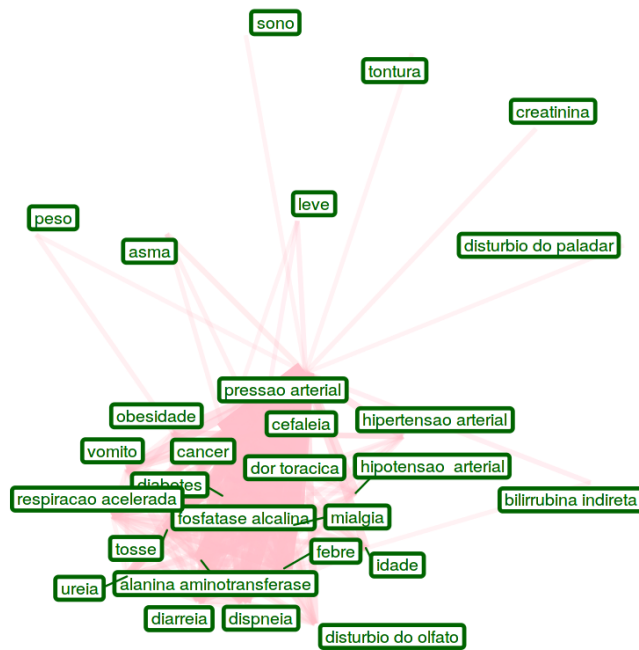 sono
tontura
creatinina
leve
peso
asma
disturbio do paladar
pressao arterial
obesidade
cefaleia
hipertensao arterial
vomito
cancer
dor toracica
hipotensao  arterial
diabetes
respiracao acelerada
bilirrubina indireta
fosfatase alcalina
mialgia
tosse
febre
idade
ureia
alanina aminotransferase
diarreia
dispneia
disturbio do olfato